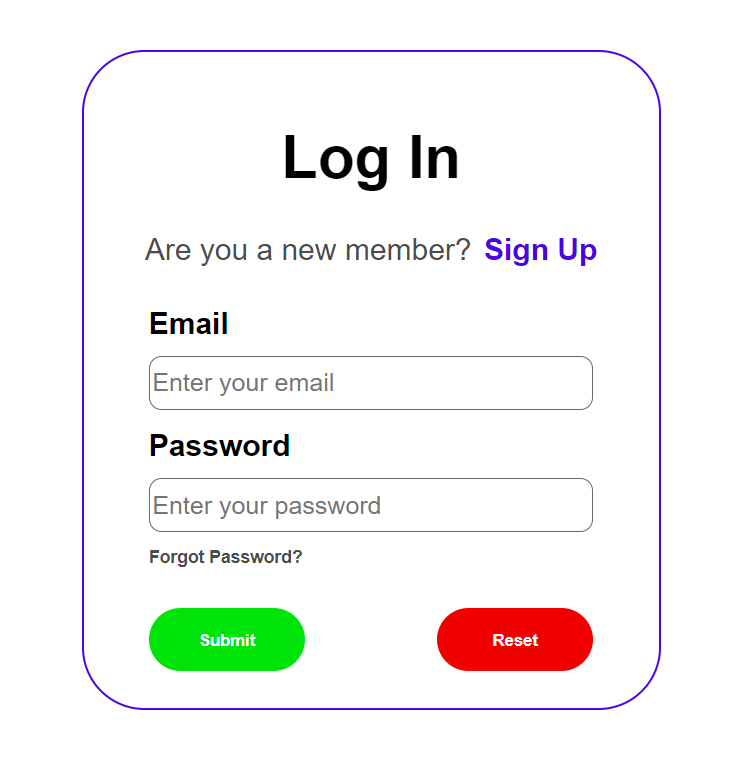 Log In
Are you a new member? Sign Up
Email
Enter your email
Password
Enter your password
Forgot Password?
Submit Reset